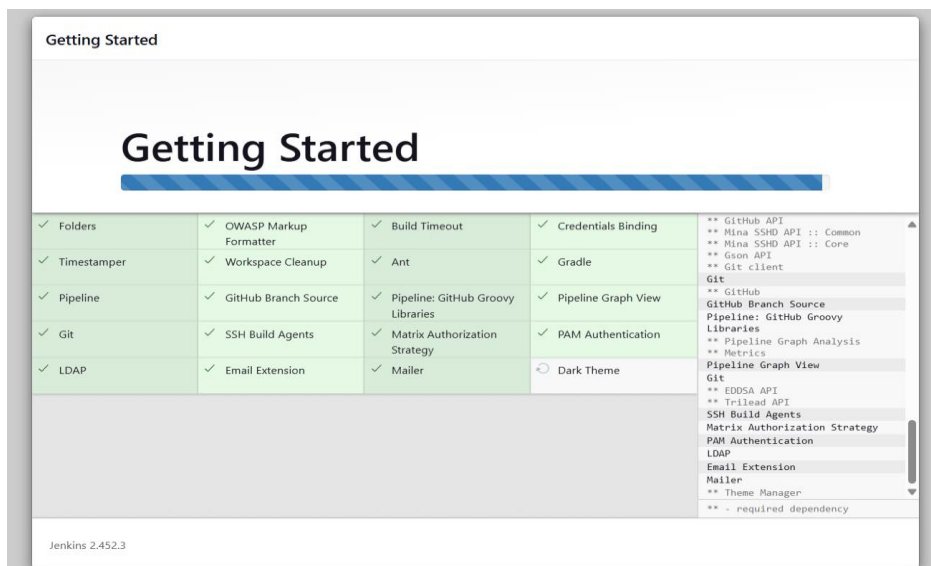 Getting Started
Getting Started
Folders
OWASP Markup
Formatter
Build Timeout
Credentials Binding
Timestamper
Workspace Cleanup
Ant
Gradle
Pipeline
GitHub Branch Source
Pipeline: GitHub Groovy
Libraries
Pipeline Graph View
Git
SSH Build Agents
Matrix Authorization
Strategy
PAM Authentication
LDAP
Email Extension
Mailer
Dark Theme
** GitHub API
** Mina SSHD API :: Common
** Mina SSHD API :: Core
** Gson API
** Git client
Git
** GitHub
GitHub Branch Source
Pipeline: GitHub Groovy
Libraries
** Pipeline Graph Analysis
** Metrics
Pipeline Graph View
Git
** EDDSA API
** Trilead API
SSH Build Agents
Matrix Authorization Strategy
PAM Authentication
LDAP
Email Extension
Mailer
** Theme Manager
** - required dependency
Jenkins 2.452.3